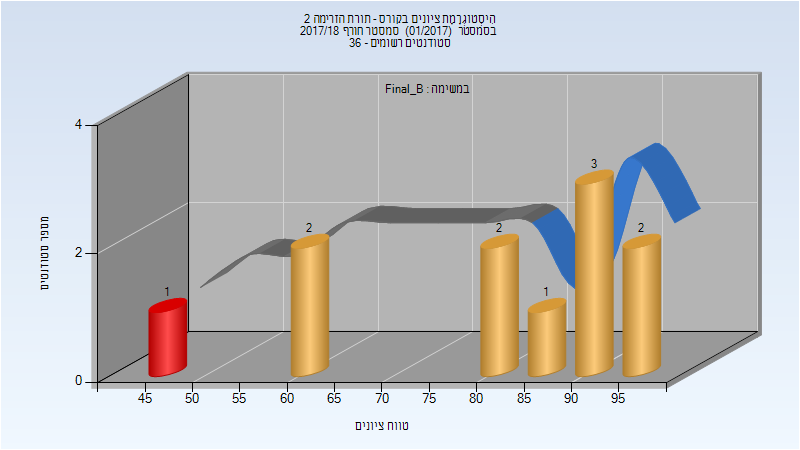 היסטוגרמת ציונים בקורס - תורת הזרימה 2
בסמסטר (01/2017) סמסטר חורף 2017/18
סטודנטים רשומים - 36
במשימה : Final_B
מספר סטודנטים
4
2
0
1
2
2
1
3
2
45 50 55 60 65 70 75 80 85 90 95
טווח ציונים